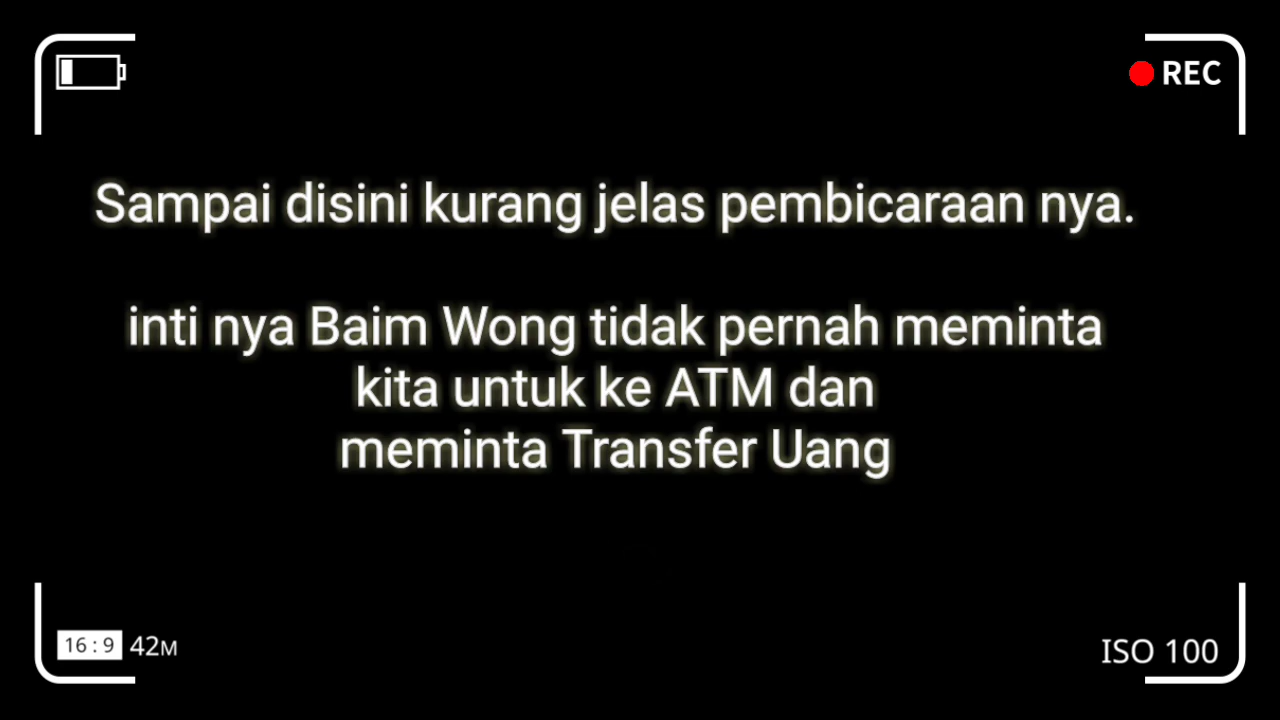 REC
Sampai disini kurang jelas pembicaraan nya.
inti nya Baim Wong tidak pernah meminta
kita untuk ke ATM dan
meminta Transfer Uang
16:9 42M
ISO 100